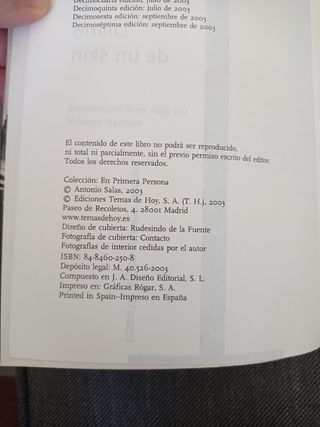 Decimocuarta edición: julio de 2003
Decimoquinta edición: julio de 2003
Decimosexta edición: septiembre de 2003
Decimoséptima edición: septiembre de 2003
El contenido de este libro no podrá ser reproducido,
ni total ni parcialmente, sin el previo permiso escrito del editor.
Todos los derechos reservados.
Colección: En Primera Persona
© Antonio Salas, 2003
© Ediciones Temas de Hoy, S. A. (T. H.), 2003
Paseo de Recoletos, 4. 28001 Madrid
www.temasdehoy.es
Diseño de cubierta: Rudesindo de la Fuente
Fotografía de cubierta: Contacto
Fotografías de interior cedidas por el autor
ISBN: 84-8460-250-8
Depósito legal: M. 40.526-2003
Compuesto en J. A. Diseño Editorial, S. L.
Impreso en: Gráficas Rógar, S. A.
Printed in Spain-Impreso en España